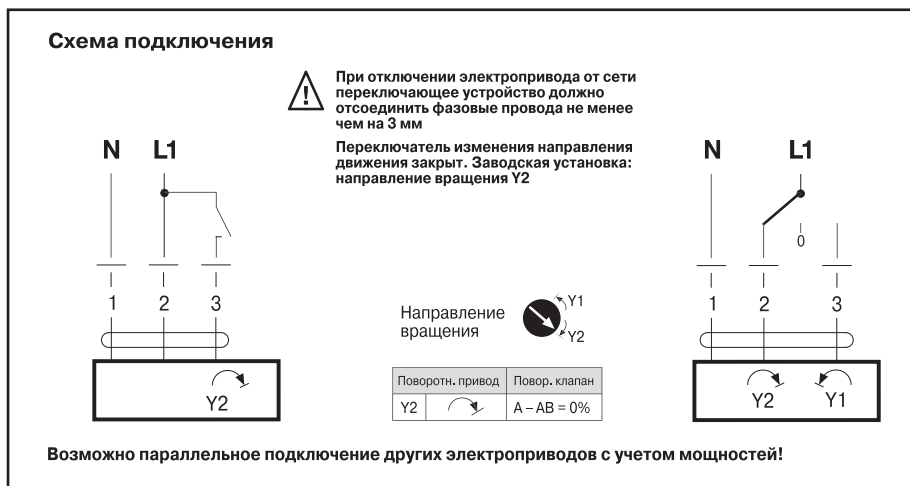 Схема подключения
При отключении электропривода от сети
переключающее устройство должно
отсоединить фазовые провода не менее
чем на 3 мм
Переключатель изменения направления
движения закрыт. Заводская установка:
направление вращения Y2
N L1
1 2 3
Y2
Направление
вращения
Y1
Y2
Поворотн. привод Повор. клапан
Y2 A – AB = 0%
N L1
0
1 2 3
Y2 Y1
Возможно параллельное подключение других электроприводов с учетом мощностей!